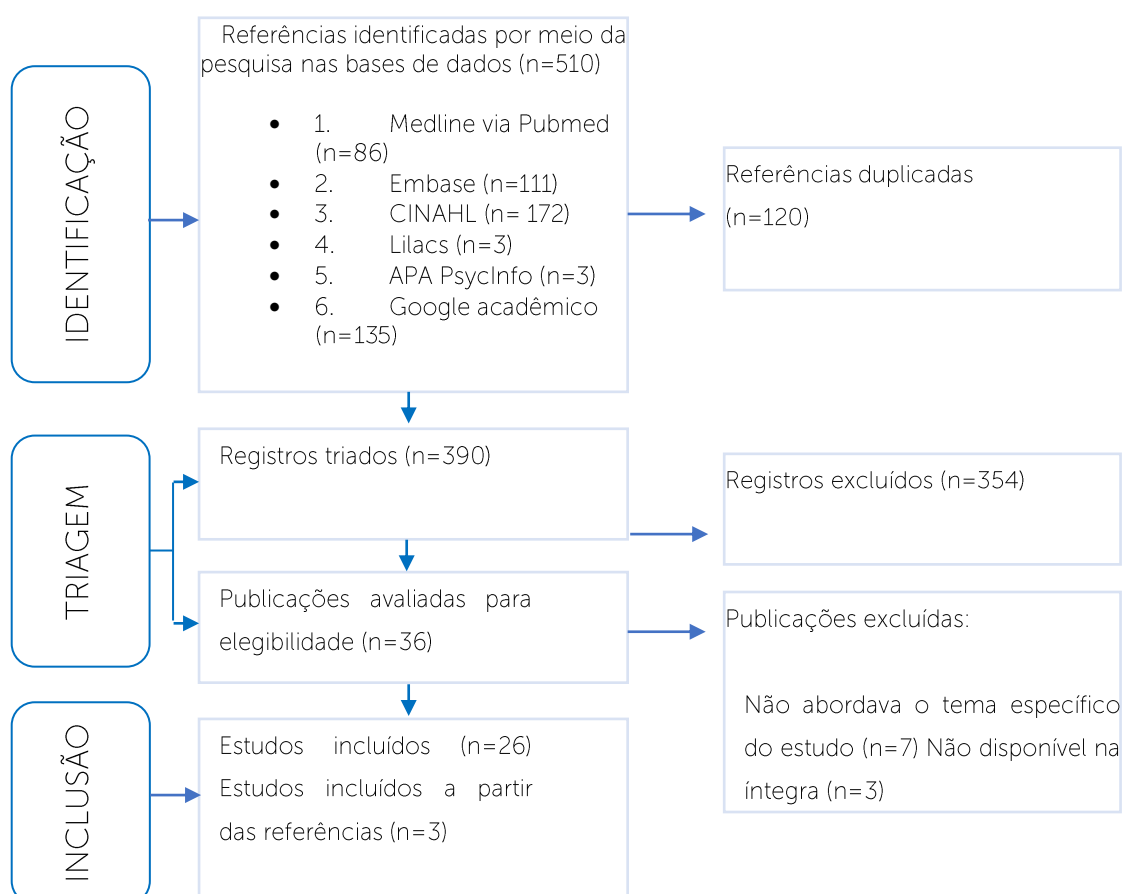 IDENTIFICAÇÃO
Referências identificadas por meio da
pesquisa nas bases de dados (n=510)
• 1. Medline via Pubmed
(n=86)
• 2. Embase (n=111)
• 3. CINAHL (n= 172)
• 4. Lilacs (n=3)
• 5. APA PsycInfo (n=3)
• 6. Google acadêmico
(n=135)
Referências duplicadas
(n=120)
TRIAGEM
Registros triados (n=390)
Registros excluídos (n=354)
Publicações avaliadas para
elegibilidade (n=36)
Publicações excluídas:
Não abordava o tema específico
do estudo (n=7) Não disponível na
íntegra (n=3)
INCLUSÃO
Estudos incluídos (n=26)
Estudos incluídos a partir
das referências (n=3)